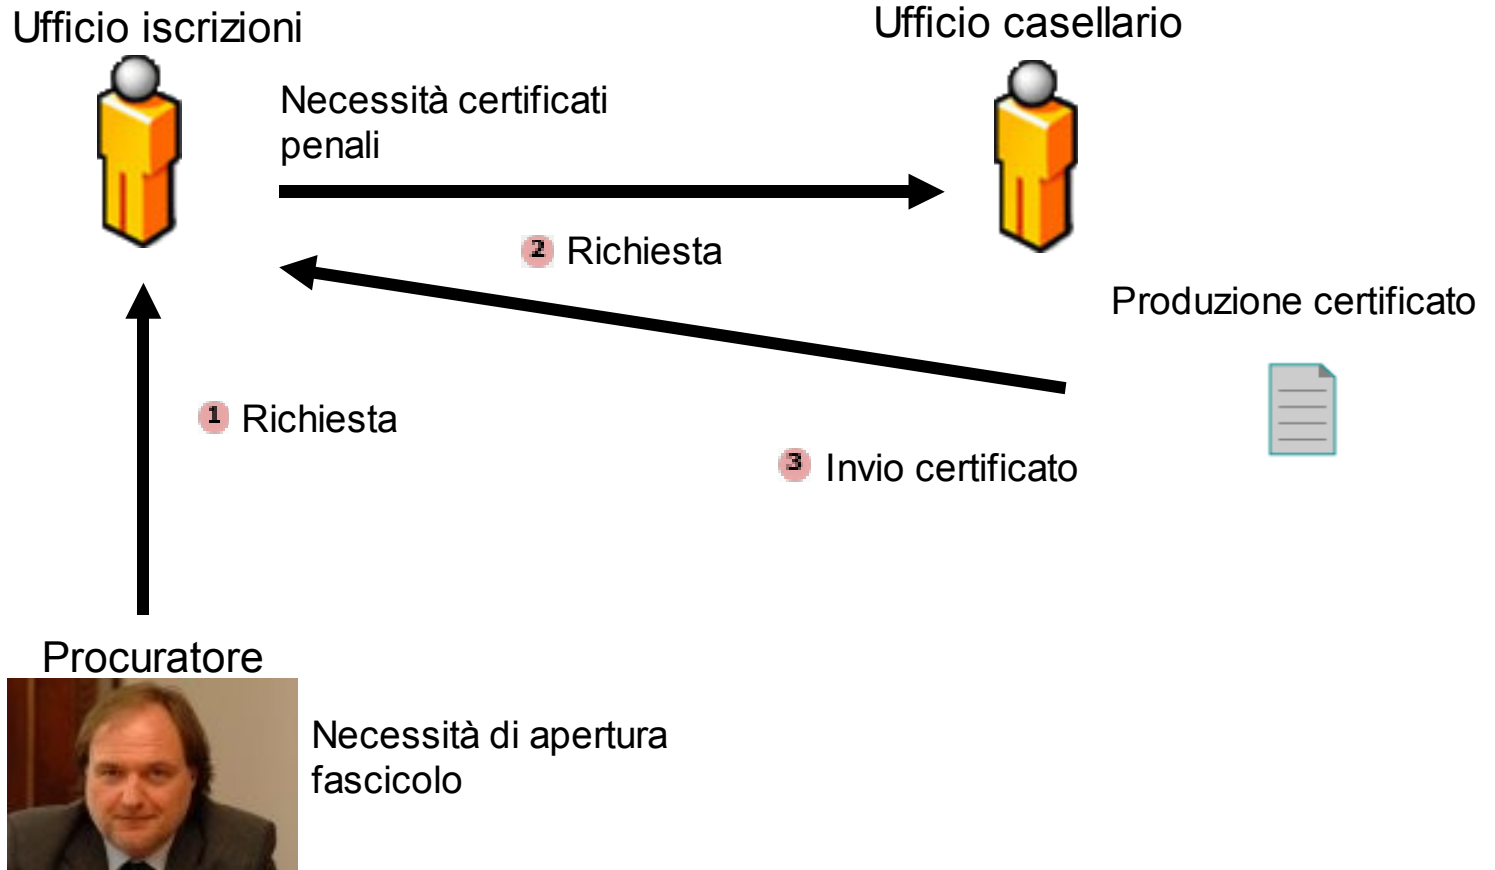 Ufficio iscrizioni
Ufficio casellario
Necessità certificati
penali
2 Richiesta
Produzione certificato
1 Richiesta
3 Invio certificato
Procuratore
Necessità di apertura
fascicolo